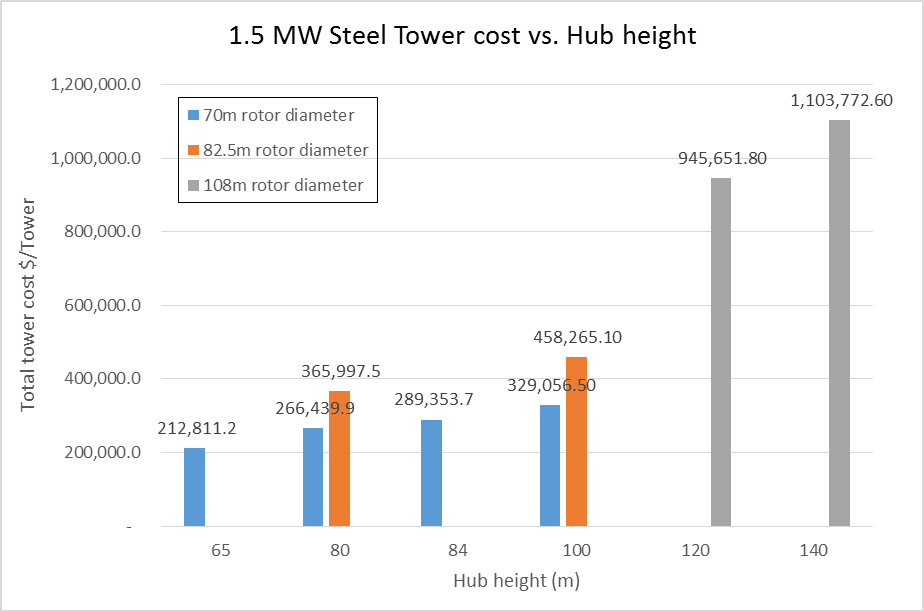 1.5 MW Steel Tower cost vs. Hub height
1,200,000.0
1,000,000.0
800,000.0
600,000.0
400,000.0
200,000.0
-
Total tower cost $/Tower
70m rotor diameter
82.5m rotor diameter
108m rotor diameter
212,811.2
266,439.9
365,997.5
289,353.7
329,056.50
458,265.10
945,651.80
1,103,772.60
65 80 84 100 120 140
Hub height (m)